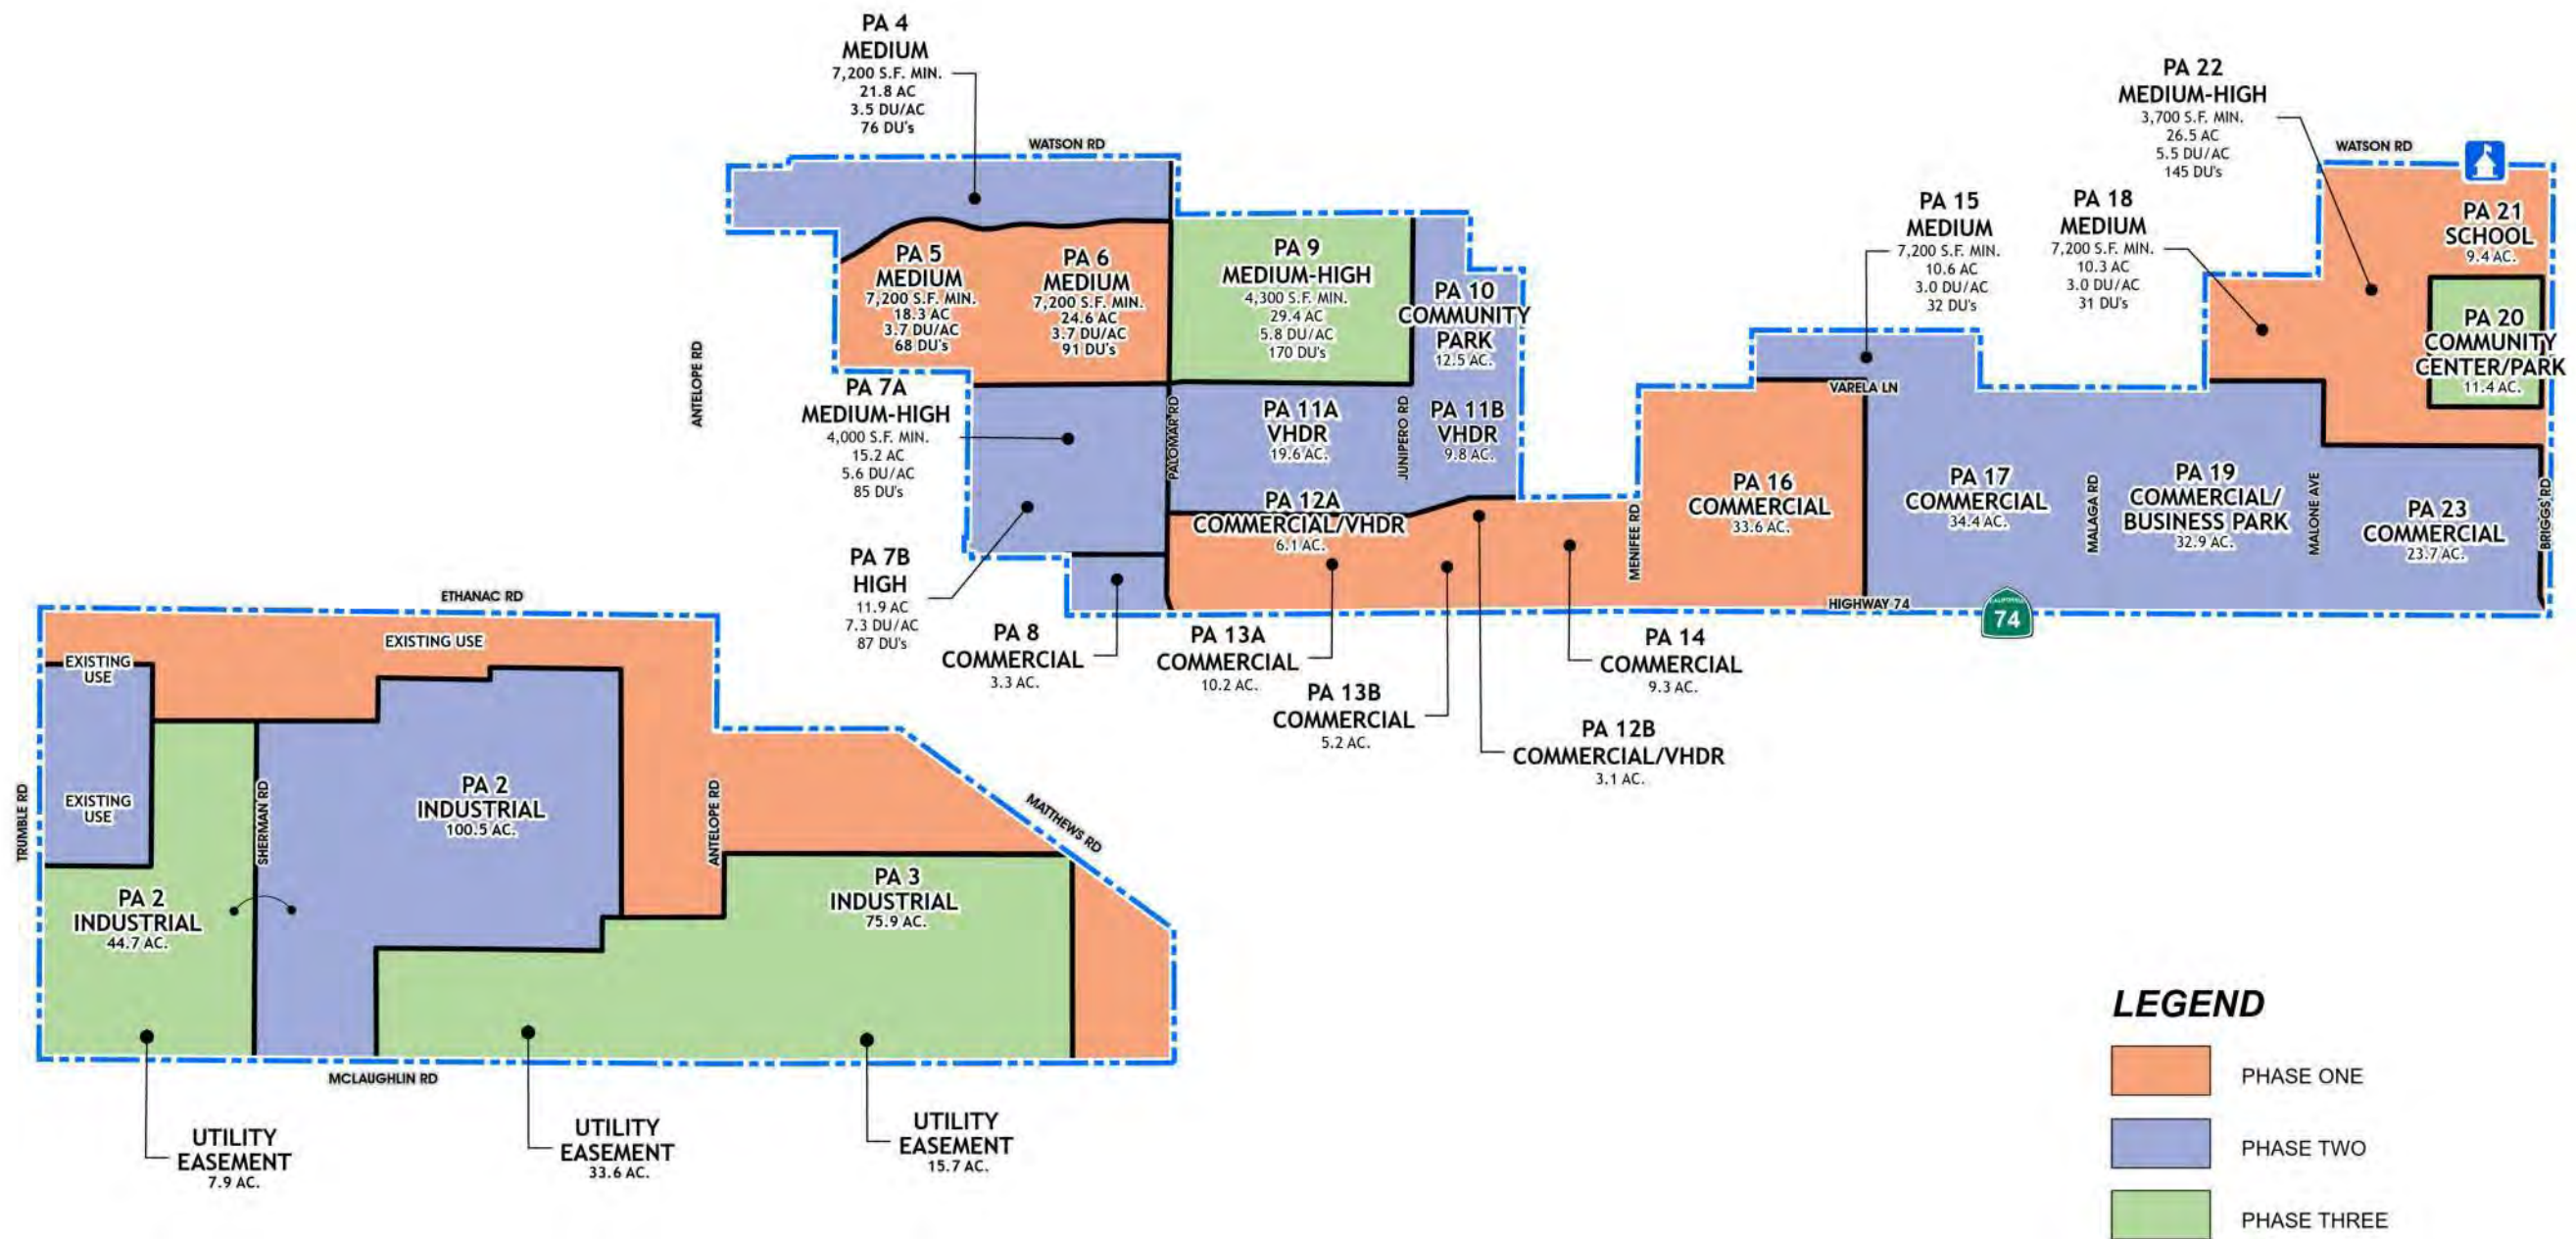 PA 4
MEDIUM
7,200 S.F. MIN.
21.8 AC
3.5 DU/AC
76 DU's
WATSON RD
PA 22
MEDIUM-HIGH
3,700 S.F. MIN.
26.5 AC
5.5 DU/AC
145 DU's
WATSON RD
PA 15
MEDIUM
7,200 S.F. MIN.
10.6 AC
3.0 DU/AC
32 DU's
PA 18
MEDIUM
7,200 S.F. MIN.
10.3 AC
3.0 DU/AC
31 DU's
PA 21
SCHOOL
9.4 AC.
PA 5
MEDIUM
7,200 S.F. MIN.
18.3 AC
3.7 DU/AC
68 DU's
PA 6
MEDIUM
7,200 S.F. MIN.
24.6 AC
3.7 DU/AC
91 DU's
PA 9
MEDIUM-HIGH
4,300 S.F. MIN.
29.4 AC
5.8 DU/AC
170 DU's
PA 10
COMMUNITY
PARK
12.5 AC.
PA 20
COMMUNITY
CENTER/PARK
11.4 AC.
ANTELOPE RD
PA 7A
MEDIUM-HIGH
4,000 S.F. MIN.
15.2 AC
5.6 DU/AC
85 DU's
PALOMAR RD
PA 11A
VHDR
19.6 AC.
JUNIPERO RD
PA 11B
VHDR
9.8 AC.
VARELA LN
PA 12A
COMMERCIAL/VHDR
6.1 AC.
MENIFEE RD
PA 16
COMMERCIAL
33.6 AC.
PA 17
COMMERCIAL
34.4 AC.
MALAGA RD
PA 19
COMMERCIAL/
BUSINESS PARK
32.9 AC.
MALONE AVE
PA 23
COMMERCIAL
23.7 AC.
BRIGGS RD
PA 7B
HIGH
11.9 AC
7.3 DU/AC
87 DU's
HIGHWAY 74
CALIFORNIA
74
PA 8
COMMERCIAL
3.3 AC.
PA 13A
COMMERCIAL
10.2 AC.
PA 13B
COMMERCIAL
5.2 AC.
PA 14
COMMERCIAL
9.3 AC.
PA 12B
COMMERCIAL/VHDR
3.1 AC.
ETHANAC RD
EXISTING USE
EXISTING
USE
EXISTING
USE
TRUMBLE RD
SHERMAN RD
PA 2
INDUSTRIAL
100.5 AC.
ANTELOPE RD
MATTHEWS RD
PA 2
INDUSTRIAL
44.7 AC.
PA 3
INDUSTRIAL
75.9 AC.
MCLAUGHLIN RD
UTILITY
EASEMENT
7.9 AC.
UTILITY
EASEMENT
33.6 AC.
UTILITY
EASEMENT
15.7 AC.
LEGEND
PHASE ONE
PHASE TWO
PHASE THREE